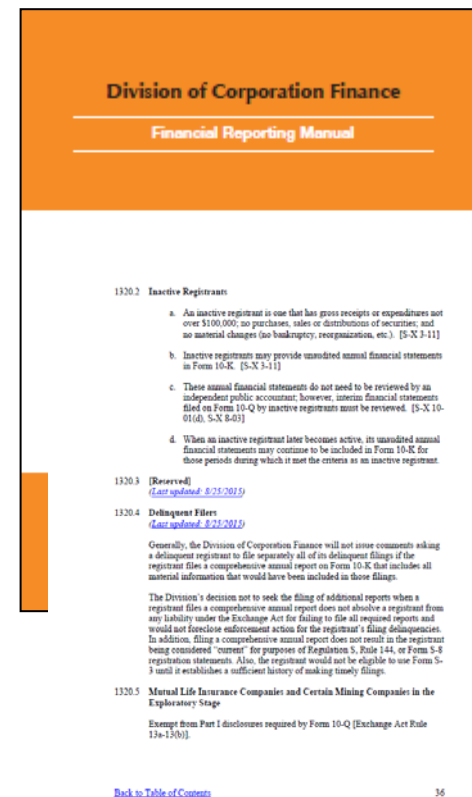 Division of Corporation Finance
Financial Reporting Manual
1320.2 Inactive Registrants
a. An inactive registrant is one that has gross receipts or expenditures not
over $100,000; no purchases, sales or distributions of securities; and
no material changes (no bankruptcy, reorganization, etc.). [S-X 3-11]
b. Inactive registrants may provide unaudited annual financial statements
in Form 10-K. [S-X 3-11]
c. These annual financial statements do not need to be reviewed by an
independent public accountant; however, interim financial statements
filed on Form 10-Q by inactive registrants must be reviewed. [S-X 10-
01(d), S-X 8-03]
d. When an inactive registrant later becomes active, its unaudited annual
financial statements may continue to be included in Form 10-K for
those periods during which it met the criteria as an inactive registrant.
1320.3 [Reserved]
(Last updated: 8/25/2015)
1320.4 Delinquent Filers
(Last updated: 8/25/2015)
Generally, the Division of Corporation Finance will not issue comments asking
a delinquent registrant to file separately all of its delinquent filings if the
registrant files a comprehensive annual report on Form 10-K that includes all
material information that would have been included in those filings.
The Division's decision not to seek the filing of additional reports when a
registrant files a comprehensive annual report does not absolve a registrant from
any liability under the Exchange Act for failing to file all required reports and
would not foreclose enforcement action for the registrant's filing delinquencies.
In addition, filing a comprehensive annual report does not result in the registrant
being considered "current" for purposes of Regulation S, Rule 144, or Form S-8
registration statements. Also, the registrant would not be eligible to use Form S-
3 until it establishes a sufficient history of making timely filings.
1320.5 Mutual Life Insurance Companies and Certain Mining Companies in the
Exploratory Stage
Exempt from Part I disclosures required by Form 10-Q [Exchange Act Rule
13a-13(b)].
Back to Table of Contents 36